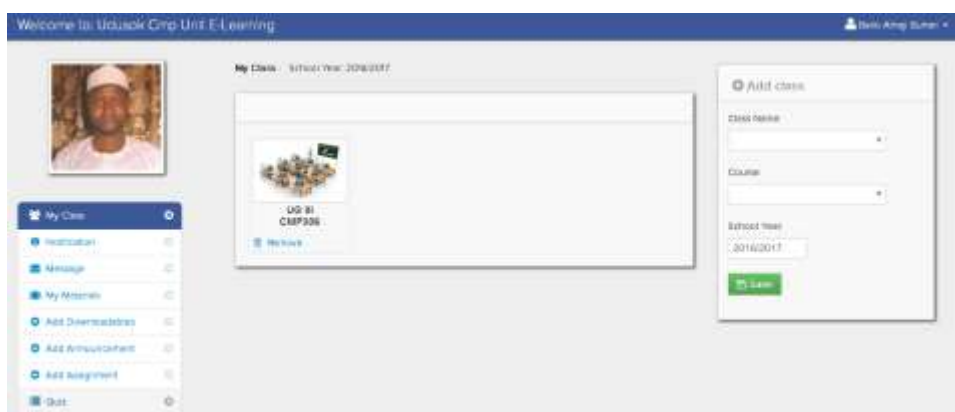 Welcome to: Udusok Cmp Unit E-Learning
My Class School Year: 2016/2017
Add class
Class Name
Course
School Year
2016/2017
Save
UG III
CMP306
Remove
My Class
Notification
Message
My Materials
Add Downloadables
Add Announcement
Add Assignment
Quiz